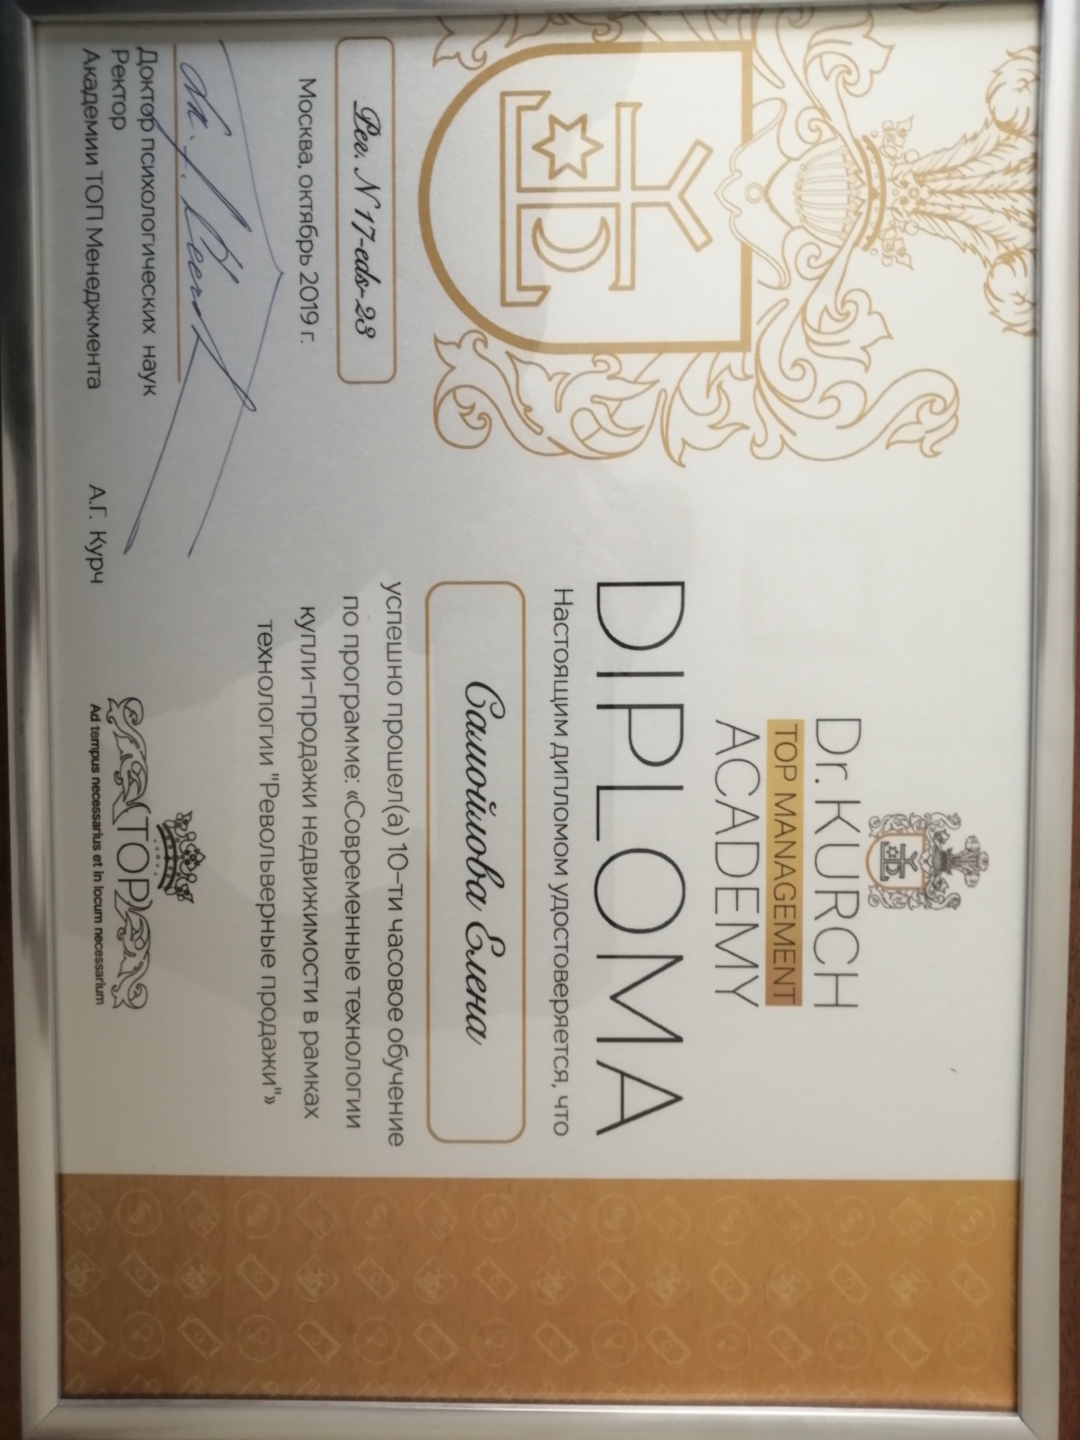 Dr. KURCH
TOP MANAGEMENT
ACADEMY
DIPLOMA
Настоящим дипломом удостоверяется, что
Самойлова Елена
успешно прошел(а) 10-ти часовое обучение
по программе: «Современные технологии
купли-продажи недвижимости в рамках
технологии "Револьверные продажи"»
Рег. N 17-eds-23
Москва, октябрь 2019 г.
Доктор психологических наук
Ректор
Академии ТОП Менеджмента А.Г. Курч
TOP
Ad tempus necessarius et in locum necessarium